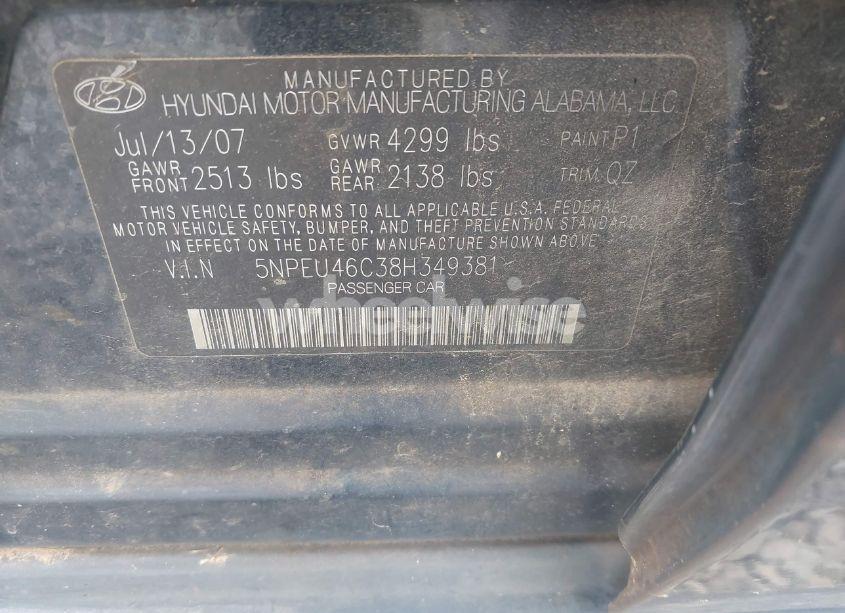 MANUFACTURED BY
HYUNDAI MOTOR MANUFACTURING ALABAMA, LLC.
Jul/13/07 GVWR 4299 lbs PAINT P1
GAWR FRONT 2513 lbs GAWR REAR 2138 lbs TRIM QZ
THIS VEHICLE CONFORMS TO ALL APPLICABLE U.S.A. FEDERAL
MOTOR VEHICLE SAFETY, BUMPER, AND THEFT PREVENTION STANDARDS
IN EFFECT ON THE DATE OF MANUFACTURE SHOWN ABOVE
V.I.N 5NPEU46C38H349381
PASSENGER CAR
wheelwise